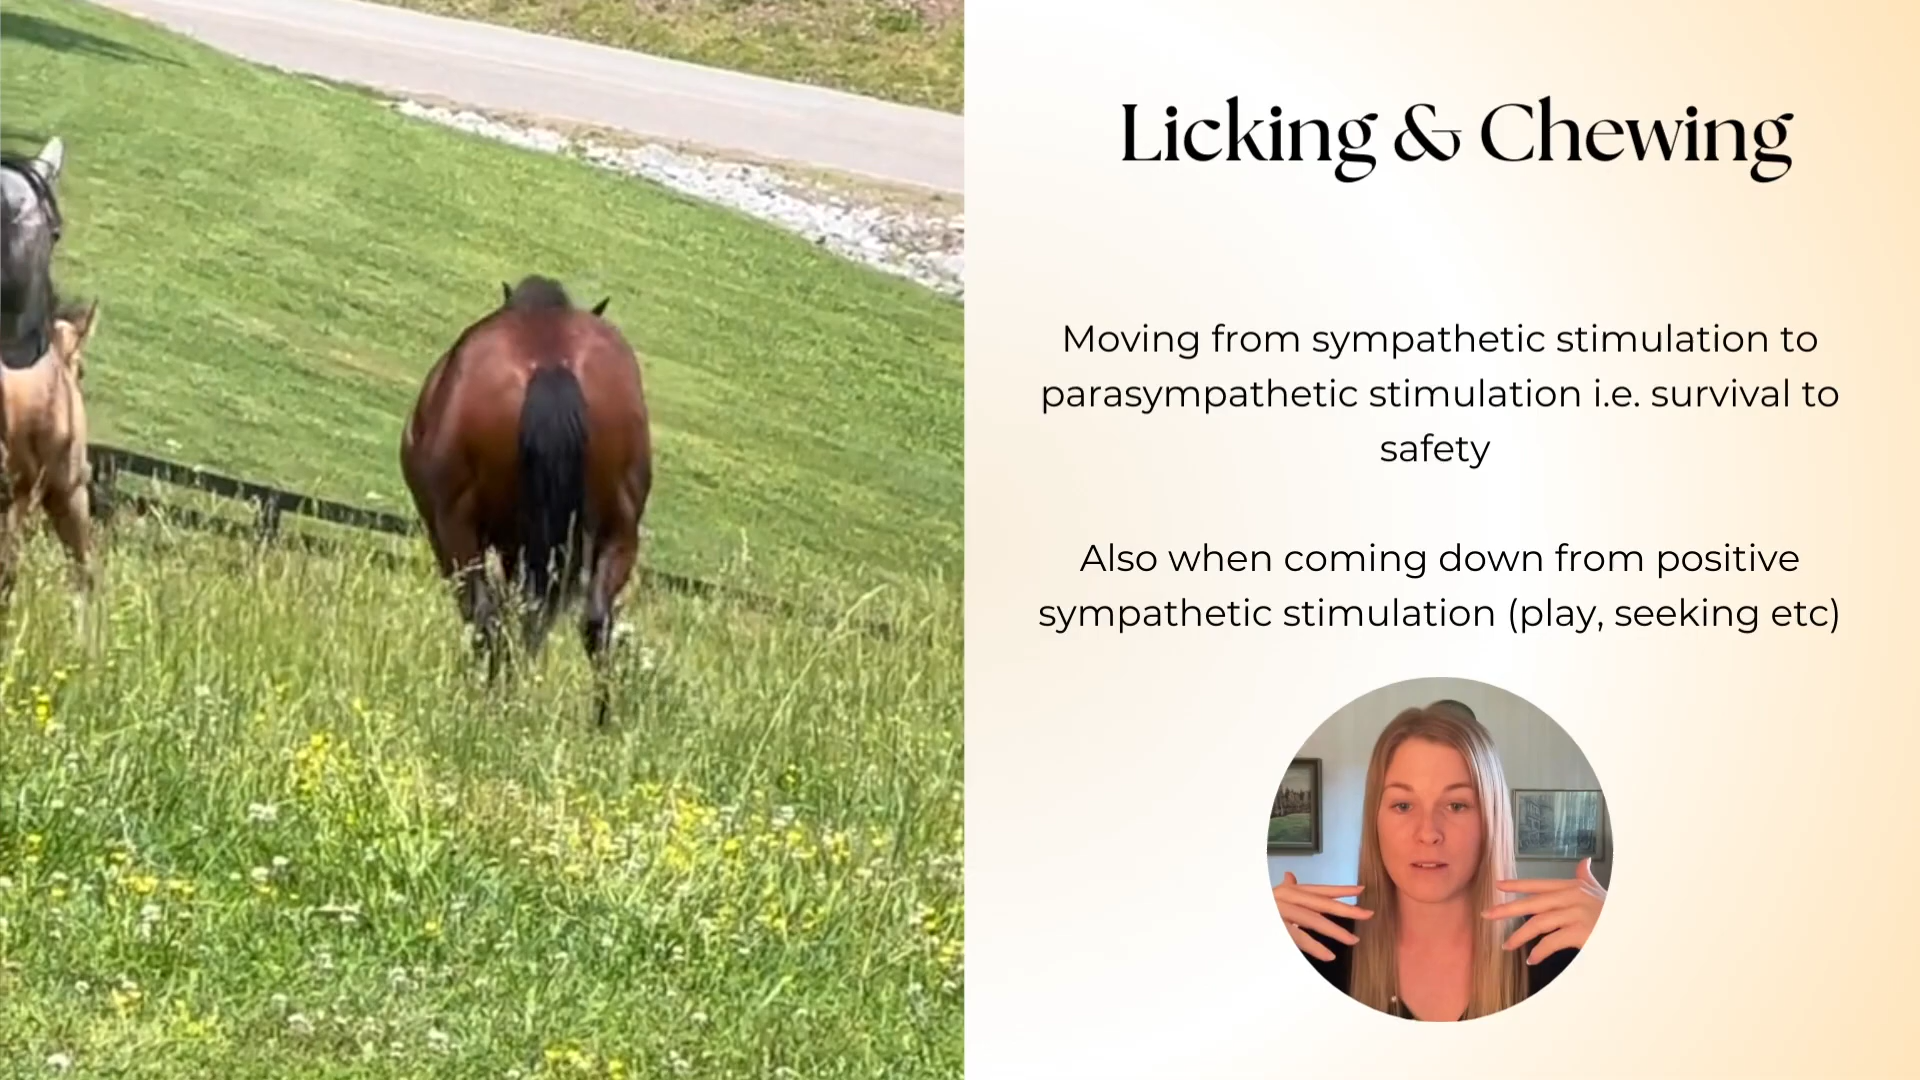 Licking & Chewing
Moving from sympathetic stimulation to
parasympathetic stimulation i.e. survival to
safety
Also when coming down from positive
sympathetic stimulation (play, seeking etc)